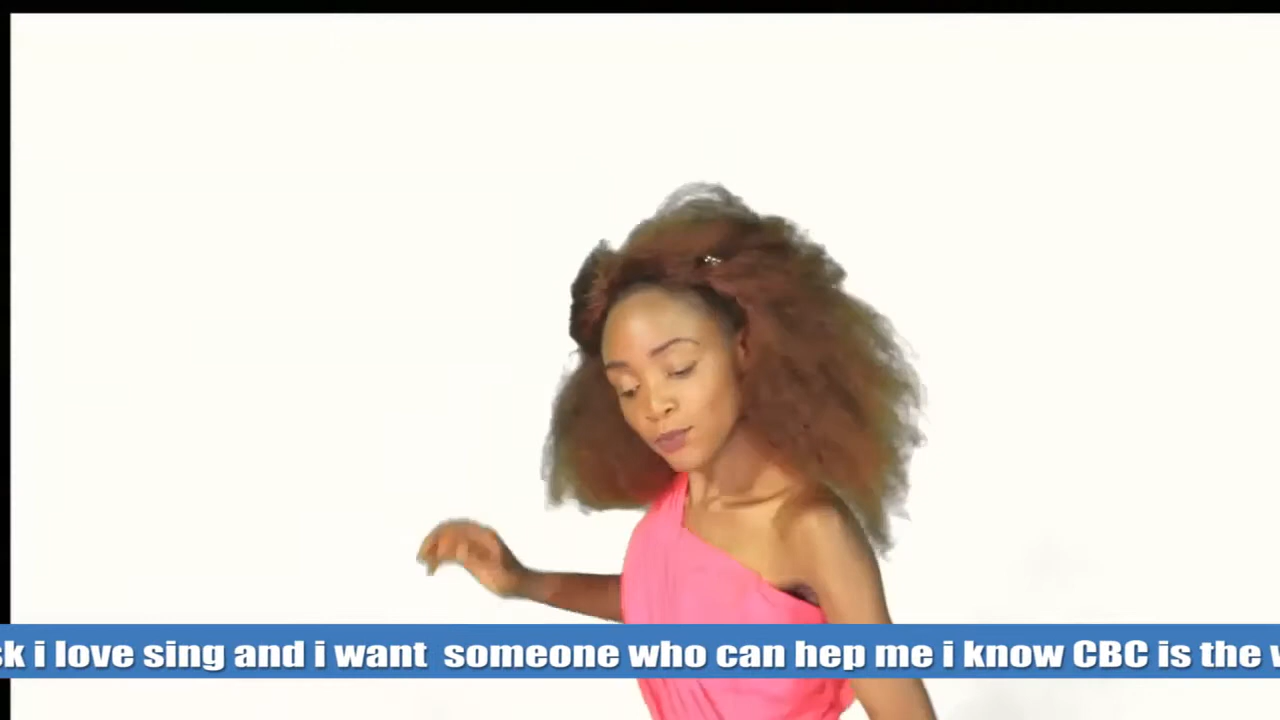 i love sing and i want someone who can hep me i know CBC is the